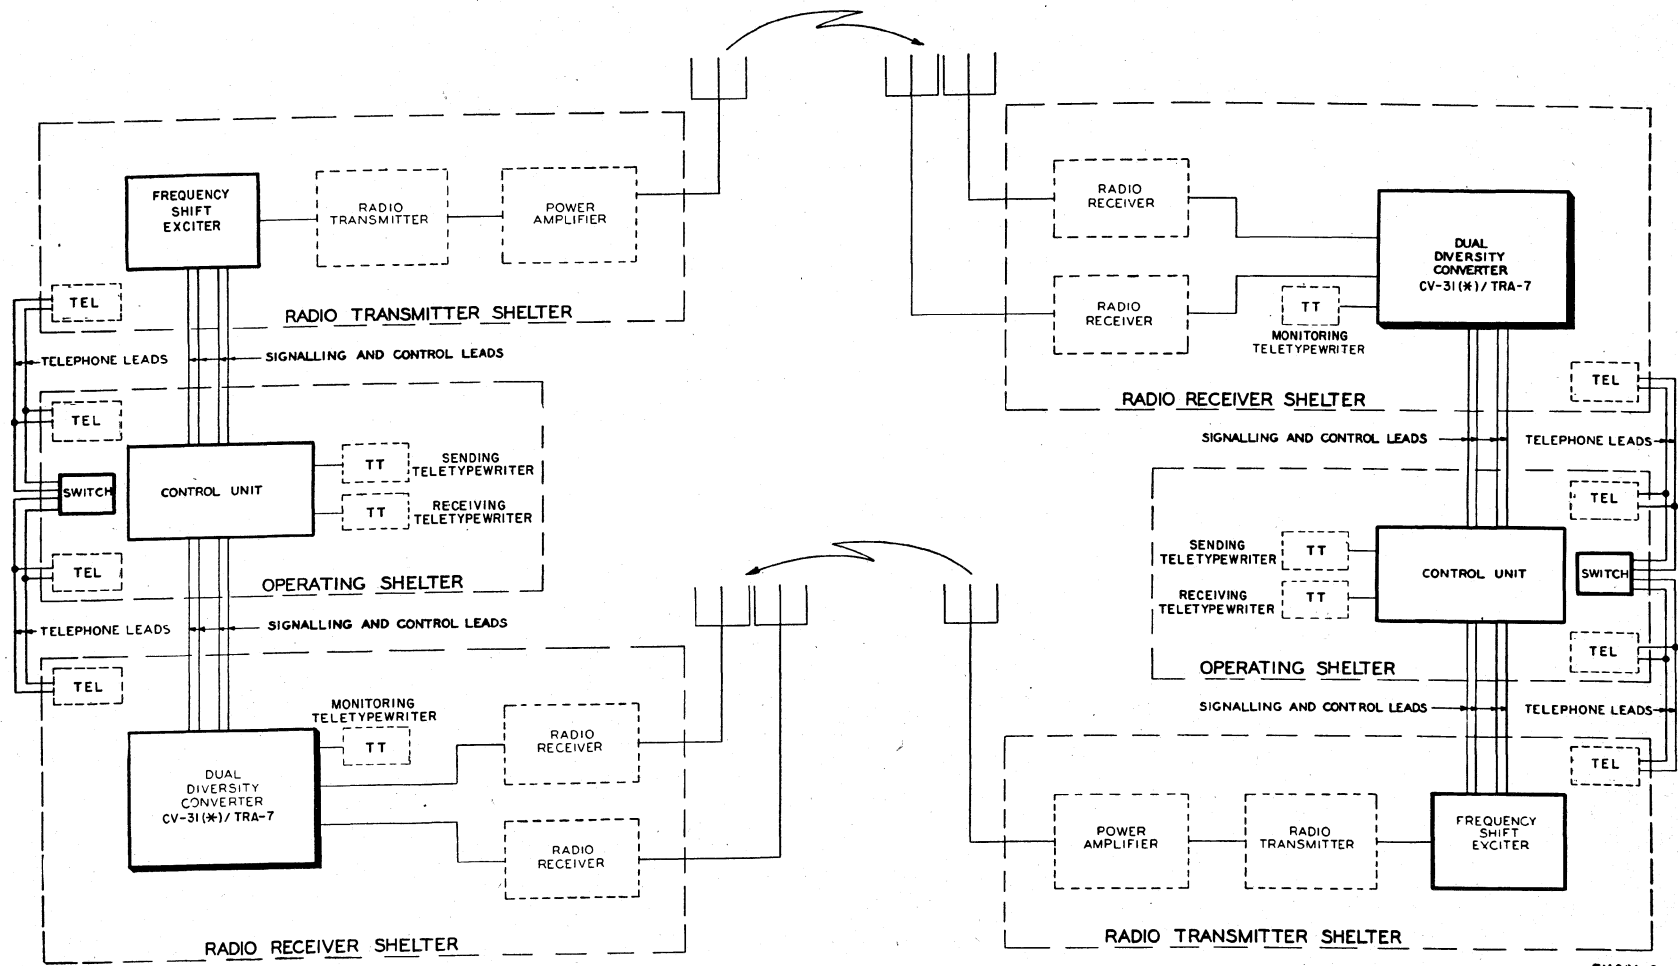 FREQUENCY
SHIFT
EXCITER
RADIO
TRANSMITTER
POWER
AMPLIFIER
TEL
RADIO TRANSMITTER SHELTER
TELEPHONE LEADS
SIGNALLING AND CONTROL LEADS
TEL
SWITCH
CONTROL UNIT
TT
SENDING
TELETYPEWRITER
TT
RECEIVING
TELETYPEWRITER
TEL
OPERATING SHELTER
TELEPHONE LEADS
SIGNALLING AND CONTROL LEADS
TEL
MONITORING
TELETYPEWRITER
TT
DUAL
DIVERSITY
CONVERTER
CV-31(*)/TRA-7
RADIO
RECEIVER
RADIO
RECEIVER
RADIO RECEIVER SHELTER
RADIO
RECEIVER
RADIO
RECEIVER
DUAL
DIVERSITY
CONVERTER
CV-31(*)/TRA-7
TT
MONITORING
TELETYPEWRITER
TEL
RADIO RECEIVER SHELTER
SIGNALLING AND CONTROL LEADS
TELEPHONE LEADS
TEL
SENDING
TELETYPEWRITER
TT
CONTROL UNIT
SWITCH
RECEIVING
TELETYPEWRITER
TT
TEL
OPERATING SHELTER
SIGNALLING AND CONTROL LEADS
TELEPHONE LEADS
TEL
POWER
AMPLIFIER
RADIO
TRANSMITTER
FREQUENCY
SHIFT
EXCITER
RADIO TRANSMITTER SHELTER